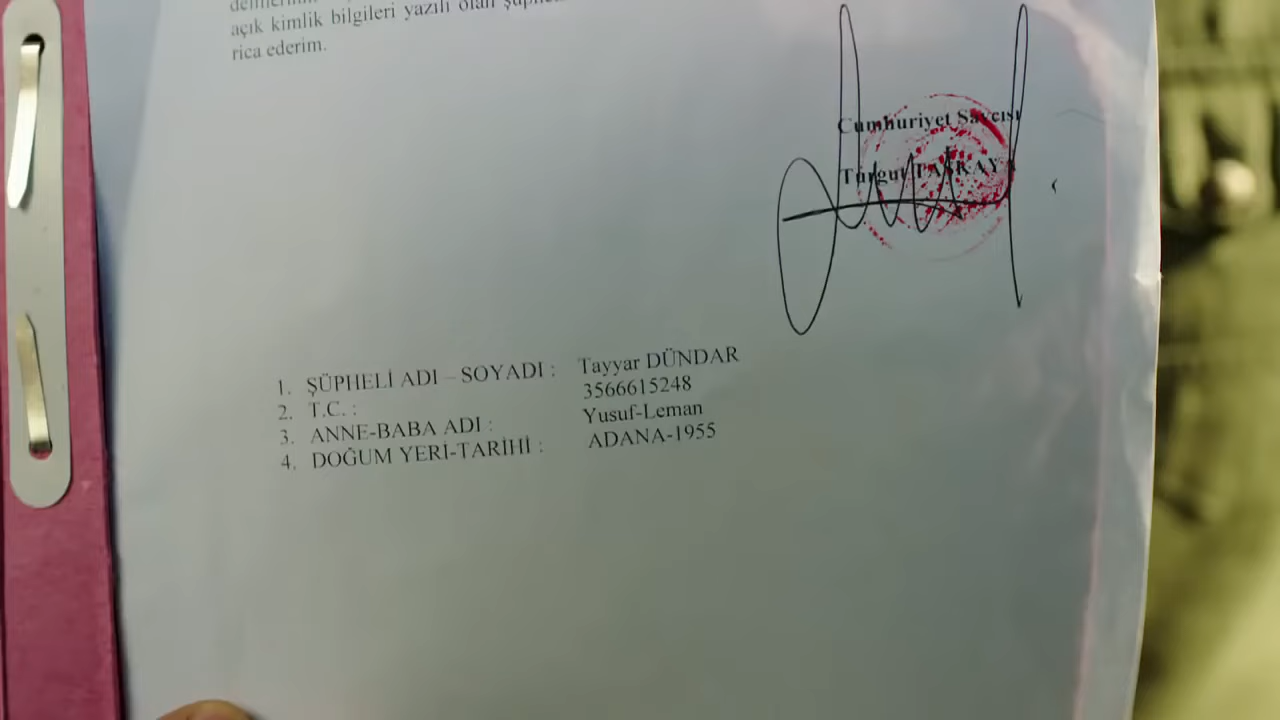 açık kimlik bilgileri yazılı olan
rica ederim.
Cumhuriyet Savcısı
Turgut TAŞKAYA
1. ŞÜPHELİ ADI – SOYADI : Tayyar DÜNDAR
2. T.C. : 3566615248
3. ANNE-BABA ADI : Yusuf-Leman
4. DOĞUM YERİ-TARİHİ : ADANA-1955